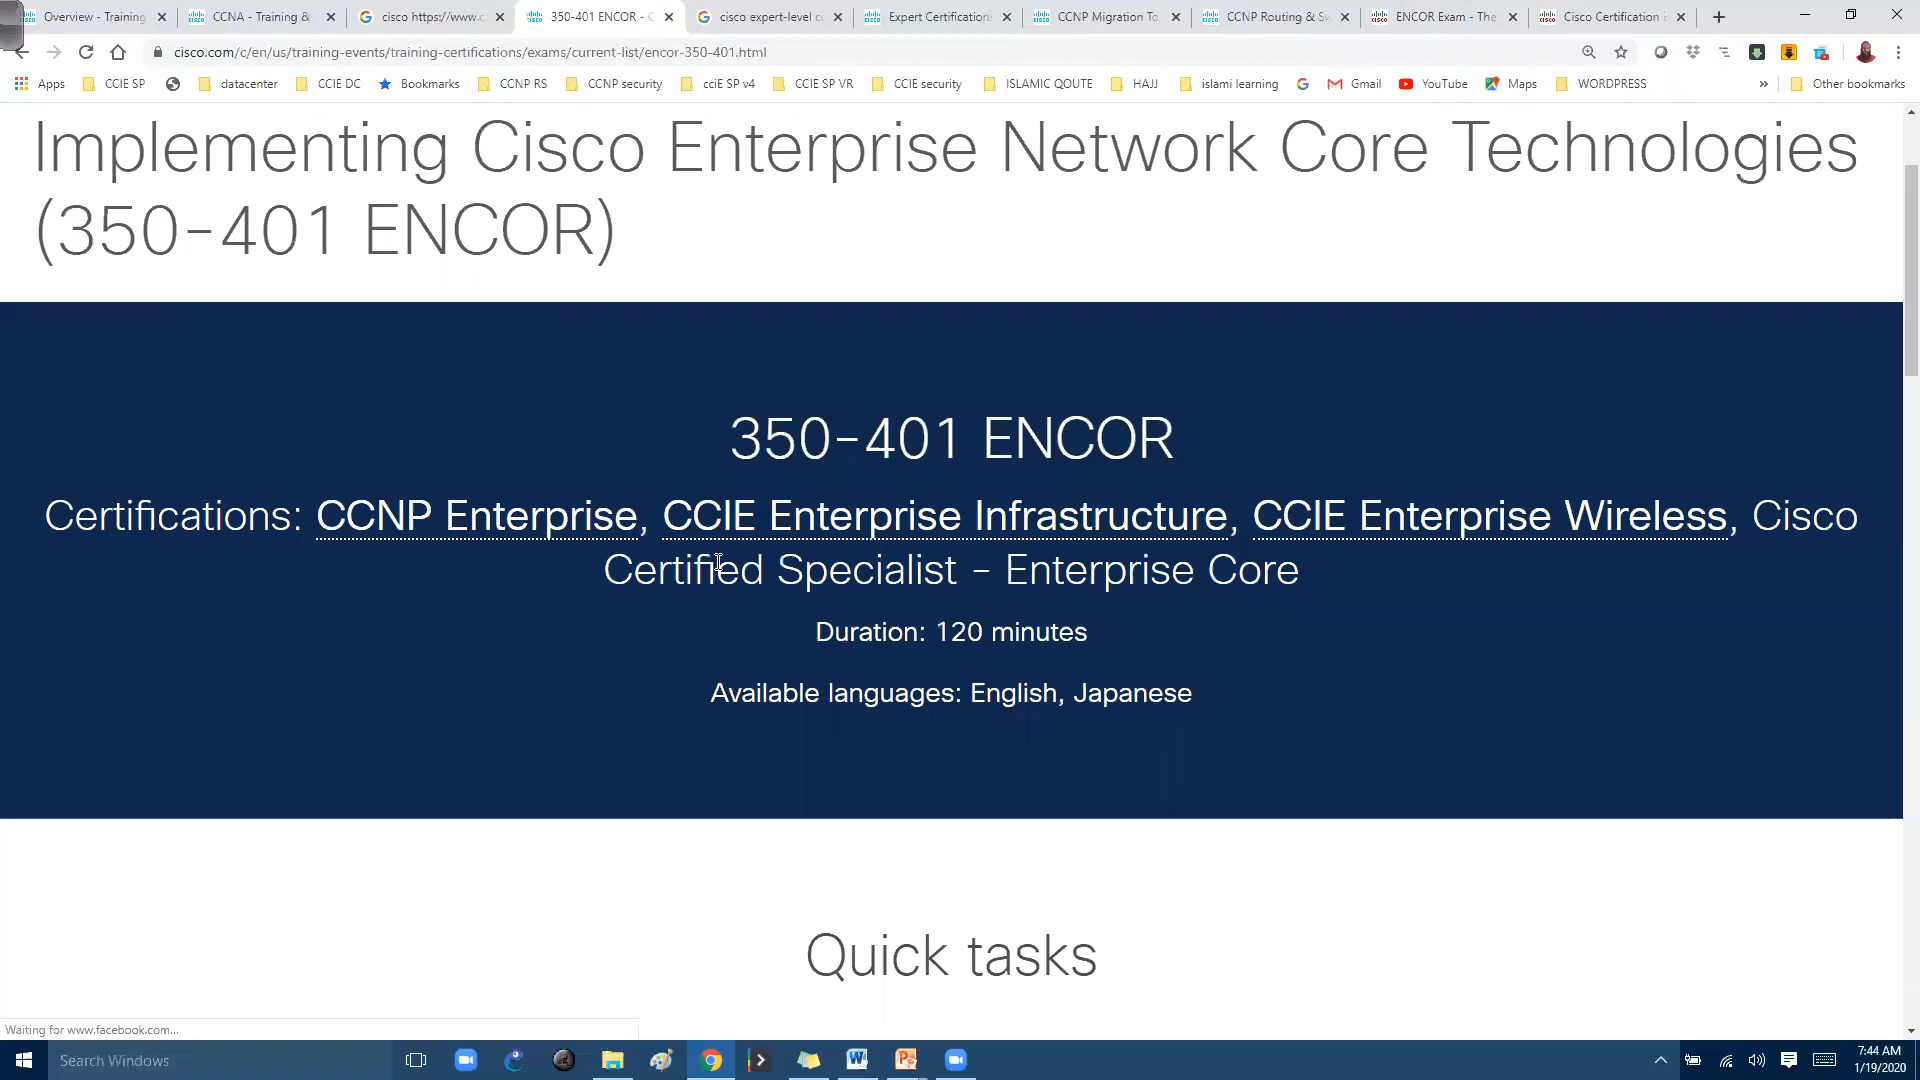 Overview - Training
CCNA - Training &
cisco https://www.c
350-401 ENCOR - C
cisco expert-level c
Expert Certification
CCNP Migration To
CCNP Routing & Sw
ENCOR Exam - The
Cisco Certification
cisco.com/c/en/us/training-events/training-certifications/exams/current-list/encor-350-401.html
Apps CCIE SP datacenter CCIE DC Bookmarks CCNP RS CCNP security cciE SP v4 CCIE SP VR CCIE security ISLAMIC QOUTE HAJJ islami learning Gmail YouTube Maps WORDPRESS » Other bookmarks
Implementing Cisco Enterprise Network Core Technologies
(350-401 ENCOR)
350-401 ENCOR
Certifications: CCNP Enterprise, CCIE Enterprise Infrastructure, CCIE Enterprise Wireless, Cisco
Certified Specialist - Enterprise Core
Duration: 120 minutes
Available languages: English, Japanese
Quick tasks
Waiting for www.facebook.com...
Search Windows
7:44 AM
1/19/2020